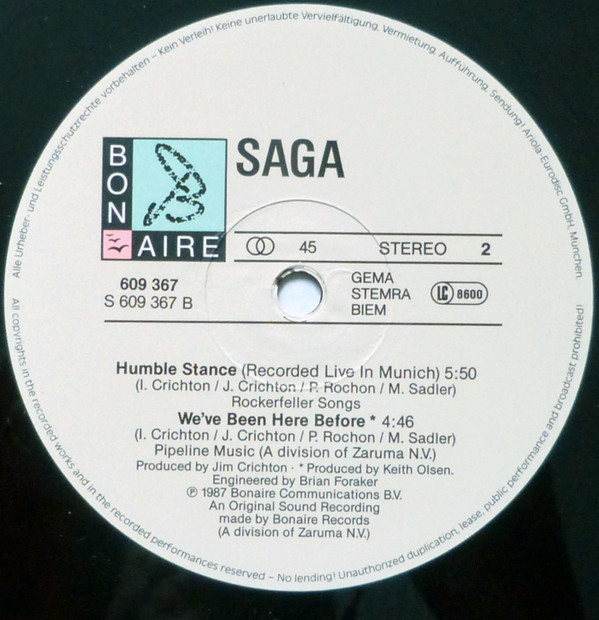 Alle Urheber- und Leistungsschutzrechte vorbehalten – Kein Verleih! Keine unerlaubte Vervielfältigung, Vermietung, Aufführung, Sendung! Ariola-Eurodisc GmbH, München
BON
AIRE
SAGA
45 STEREO 2
609 367
S 609 367 B
GEMA
STEMRA
BIEM
LC 8600
Humble Stance (Recorded Live In Munich) 5:50
(I. Crichton / J. Crichton / P. Rochon / M. Sadler)
Rockerfeller Songs
We've Been Here Before * 4:46
(I. Crichton / J. Crichton / P. Rochon / M. Sadler)
Pipeline Music (A division of Zaruma N.V.)
Produced by Jim Crichton · * Produced by Keith Olsen.
Engineered by Brian Foraker
℗ 1987 Bonaire Communications B.V.
An Original Sound Recording
made by Bonaire Records
(A division of Zaruma N.V.)
All copyrights in the recorded works and in the recorded performances reserved – No lending! Unauthorized duplication, lease, public performance and broadcast prohibited!